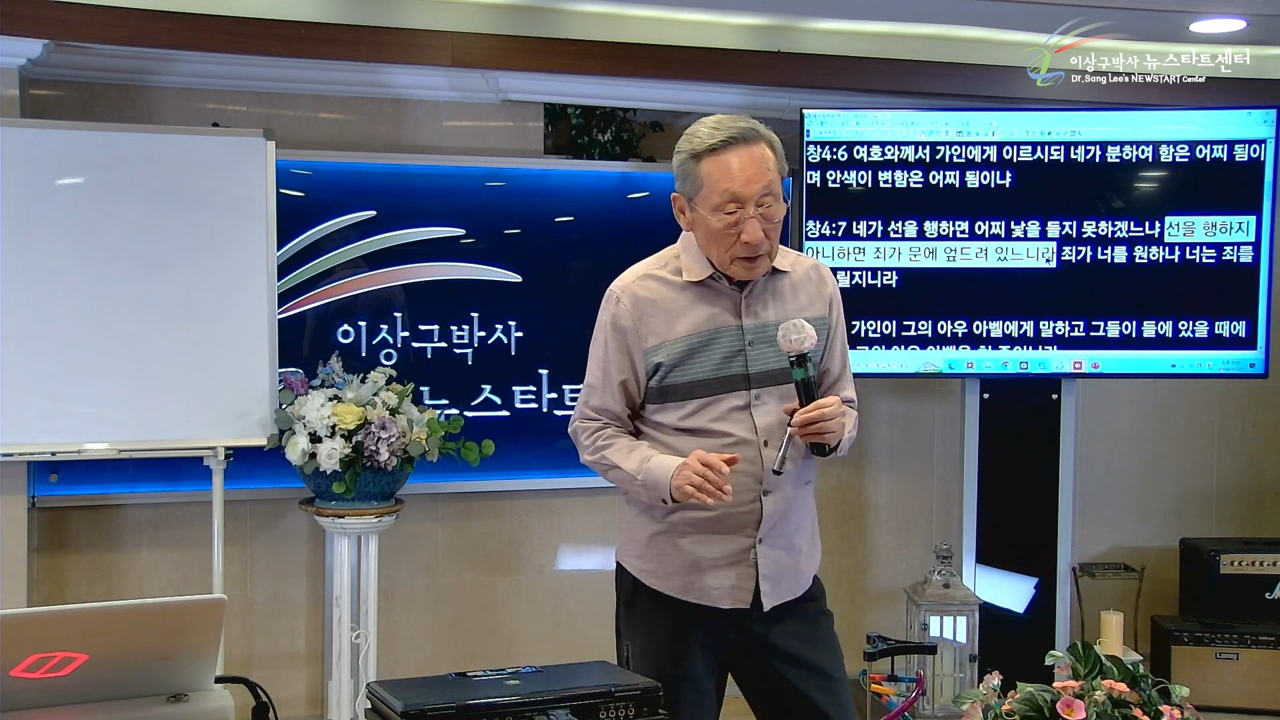 이상구박사 뉴스타트센터
Dr. Sang Lee's NEWSTART Center
창4:6 여호와께서 가인에게 이르시되 네가 분하여 함은 어찌 됨이
며 안색이 변함은 어찌 됨이냐
창4:7 네가 선을 행하면 어찌 낯을 들지 못하겠느냐 선을 행하지
아니하면 죄가 문에 엎드려 있느니라 죄가 너를 원하나 너는 죄를
릴지니라
가인이 그의 아우 아벨에게 말하고 그들이 들에 있을 때에
이상구박사
뉴스타트
Laney